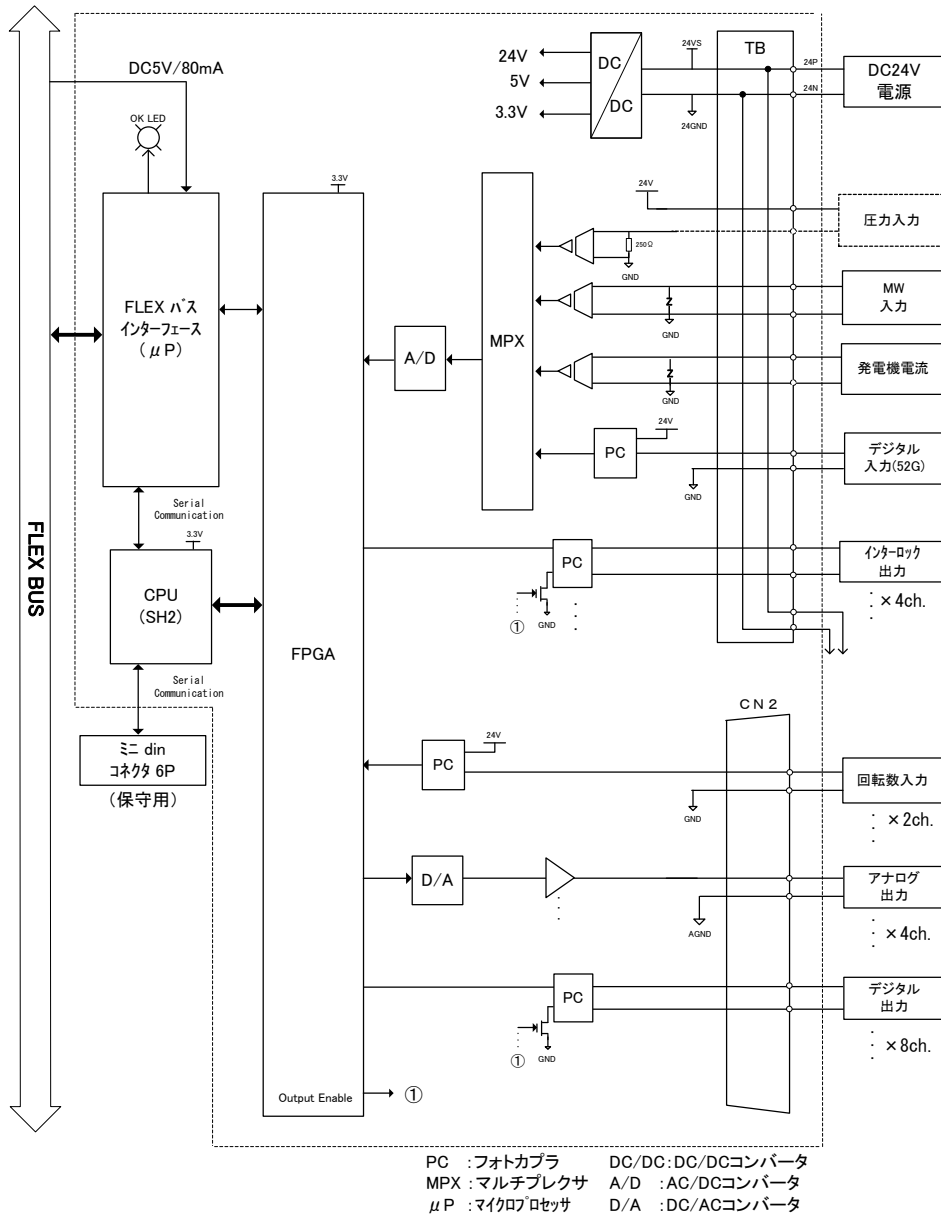 DC5V/80mA
OK LED
24V
5V
3.3V
DC
DC
24VS
24GND
TB
24P
24N
DC24V
電源
3.3V
24V
圧力入力
250Ω
GND
FLEX バス
インターフェース
(μP)
MPX
A/D
GND
MW
入力
GND
発電機電流
24V
PC
GND
デジタル
入力(52G)
Serial
Communication
3.3V
CPU
(SH2)
FLEX BUS
FPGA
PC
①
GND
インターロック
出力
×4ch.
Serial
Communication
ミニ din
コネクタ 6P
(保守用)
CN2
24V
PC
GND
回転数入力
×2ch.
D/A
AGND
アナログ
出力
×4ch.
PC
①
GND
デジタル
出力
×8ch.
Output Enable
①
PC :フォトカプラ DC/DC:DC/DCコンバータ
MPX :マルチプレクサ A/D :AC/DCコンバータ
μP :マイクロプロセッサ D/A :DC/ACコンバータ